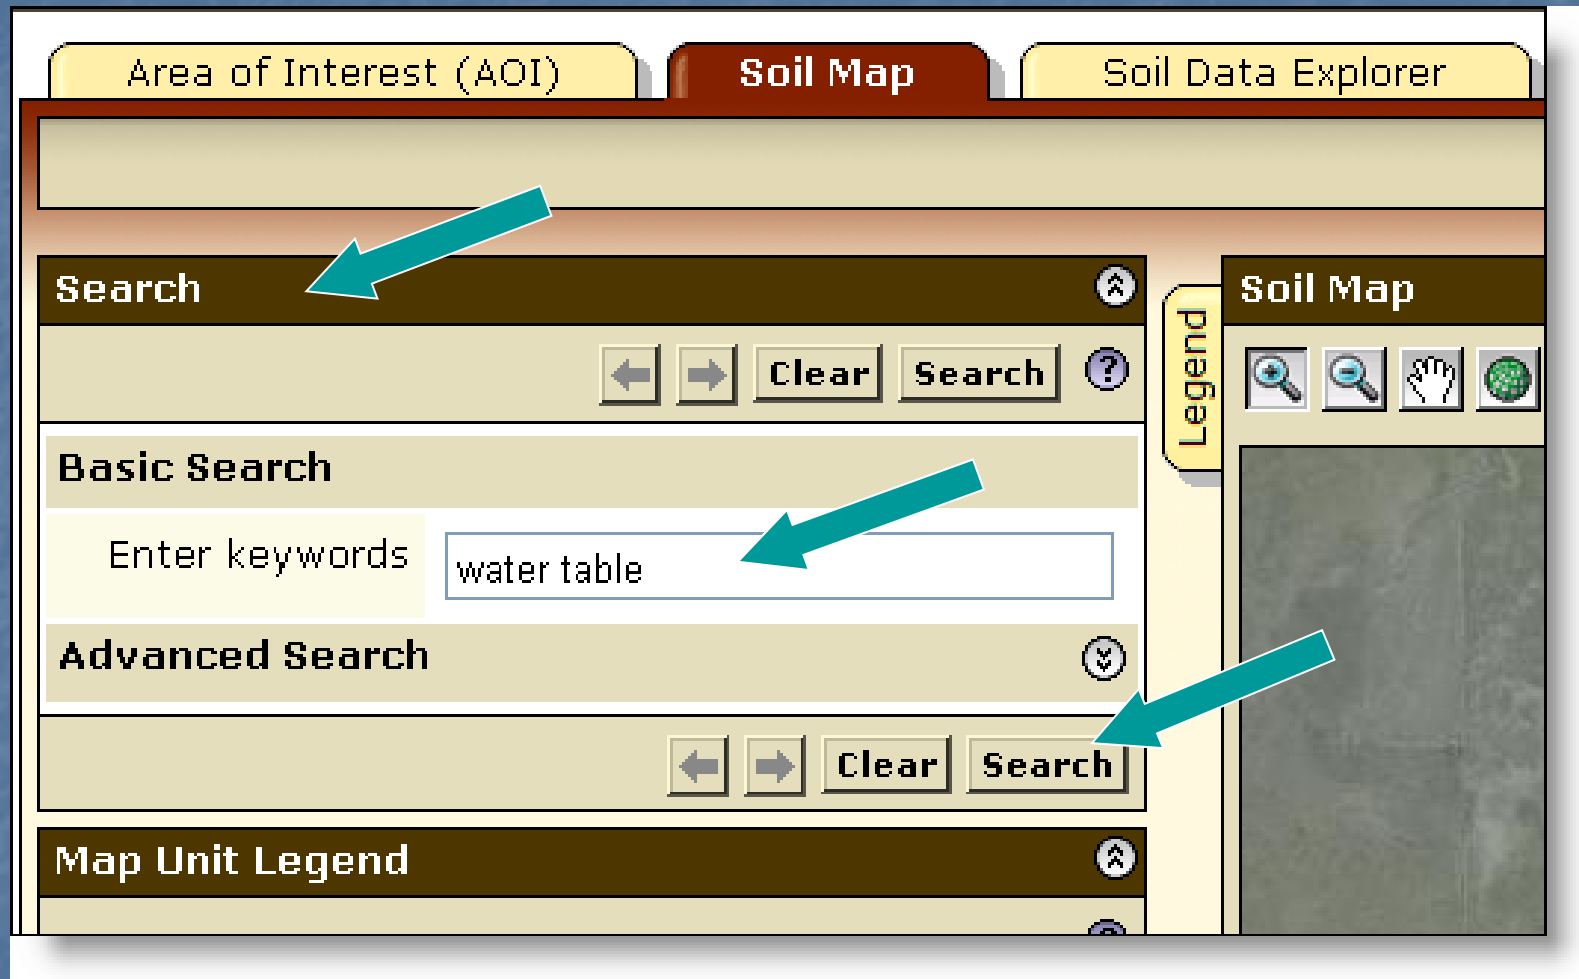 Area of Interest (AOI)
Soil Map
Soil Data Explorer
Search
Clear
Search
?
Basic Search
Enter keywords
water table
Advanced Search
Clear
Search
Map Unit Legend
Legend
Soil Map